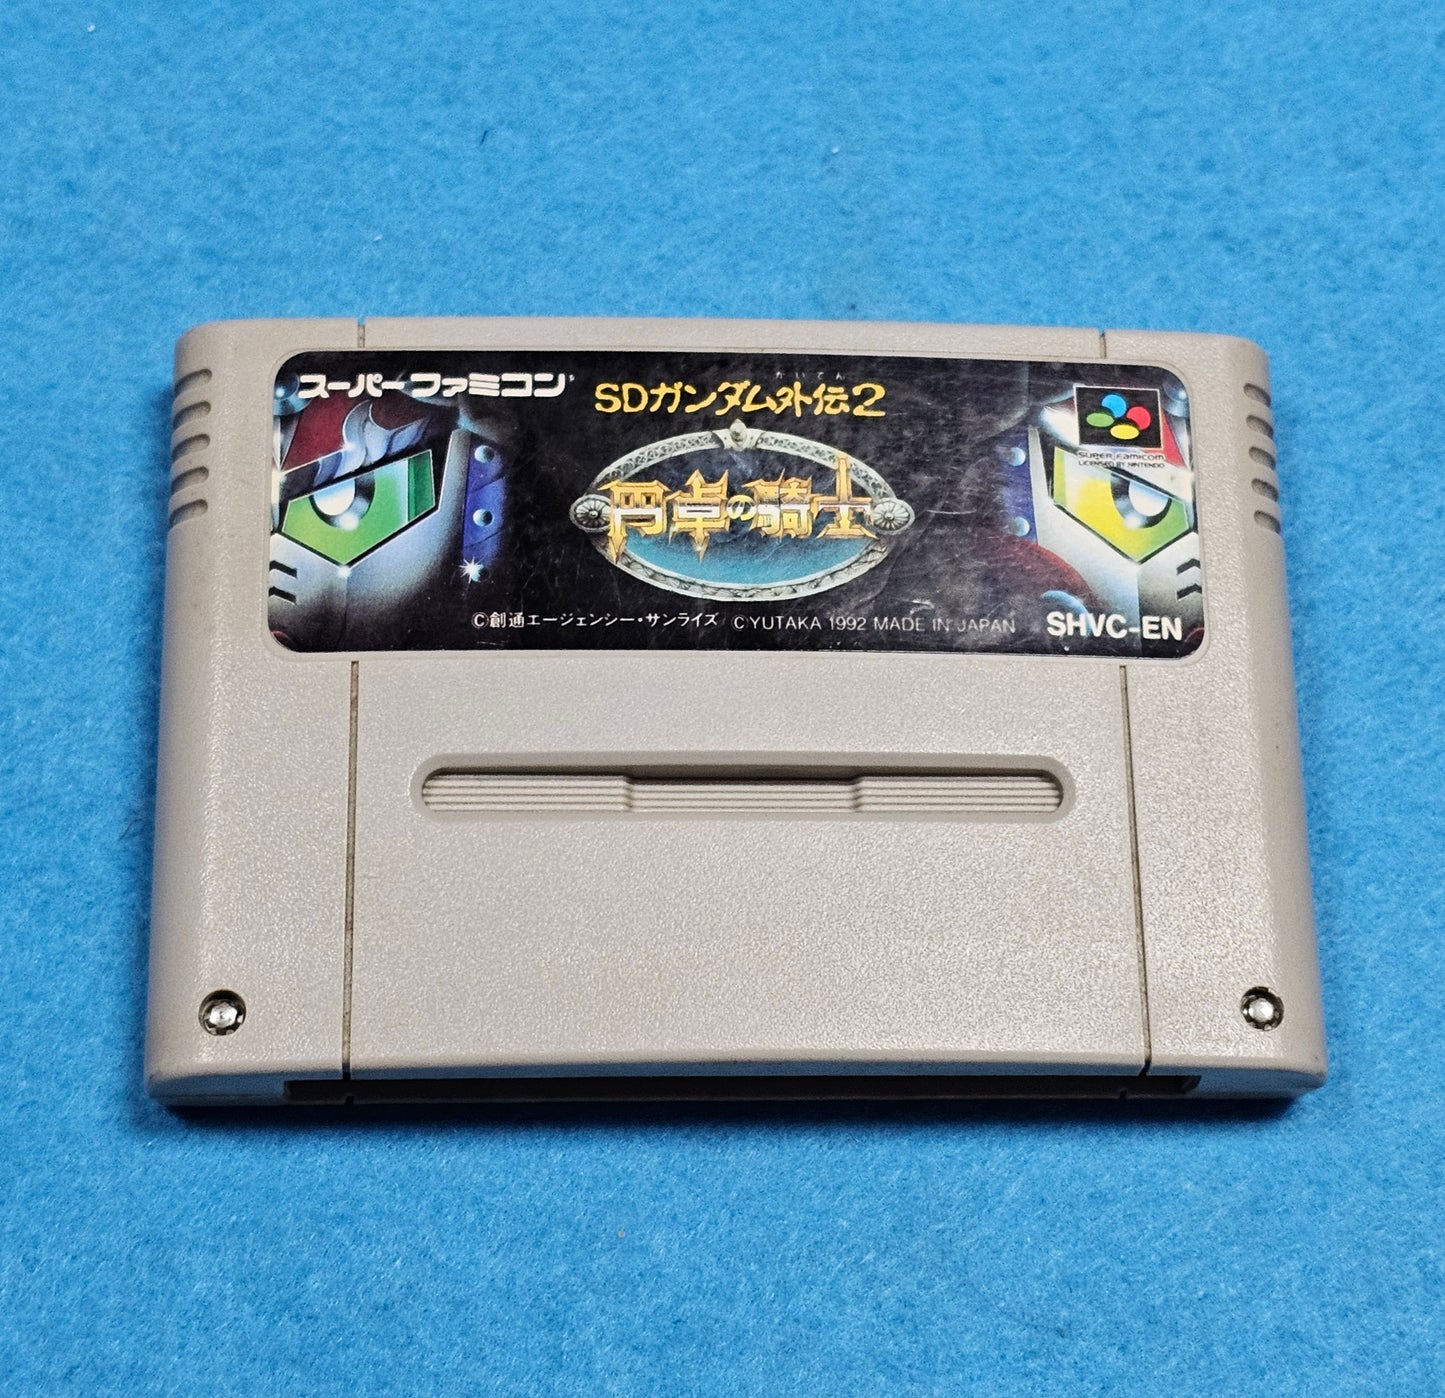 スーパーファミコン
がいでん
SDガンダム外伝2
円卓の騎士
SUPER FAMICOM
LICENSED BY NINTENDO
©創通エージェンシー・サンライズ ©YUTAKA 1992 MADE IN JAPAN
SHVC-EN